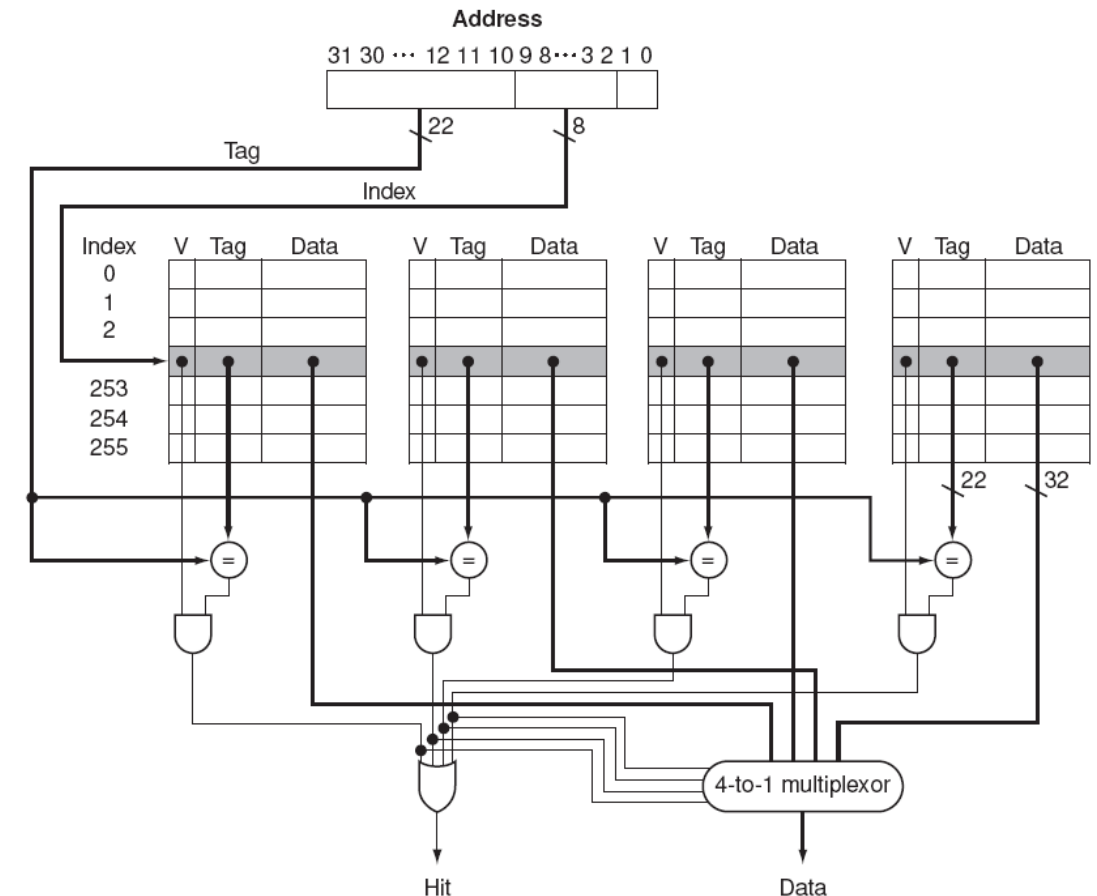 Address
31 30 ··· 12 11 10 9 8 ··· 3 2 1 0
22
8
Tag
Index
Index V Tag Data V Tag Data V Tag Data V Tag Data
0
1
2
253
254
255
22 32
= = = =
4-to-1 multiplexor
Hit Data